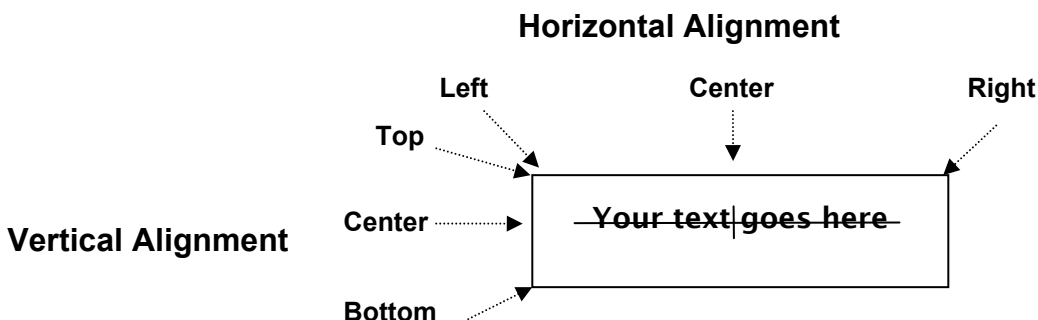 Horizontal Alignment
Left Center Right
Top
Center Your text goes here
Vertical Alignment
Bottom